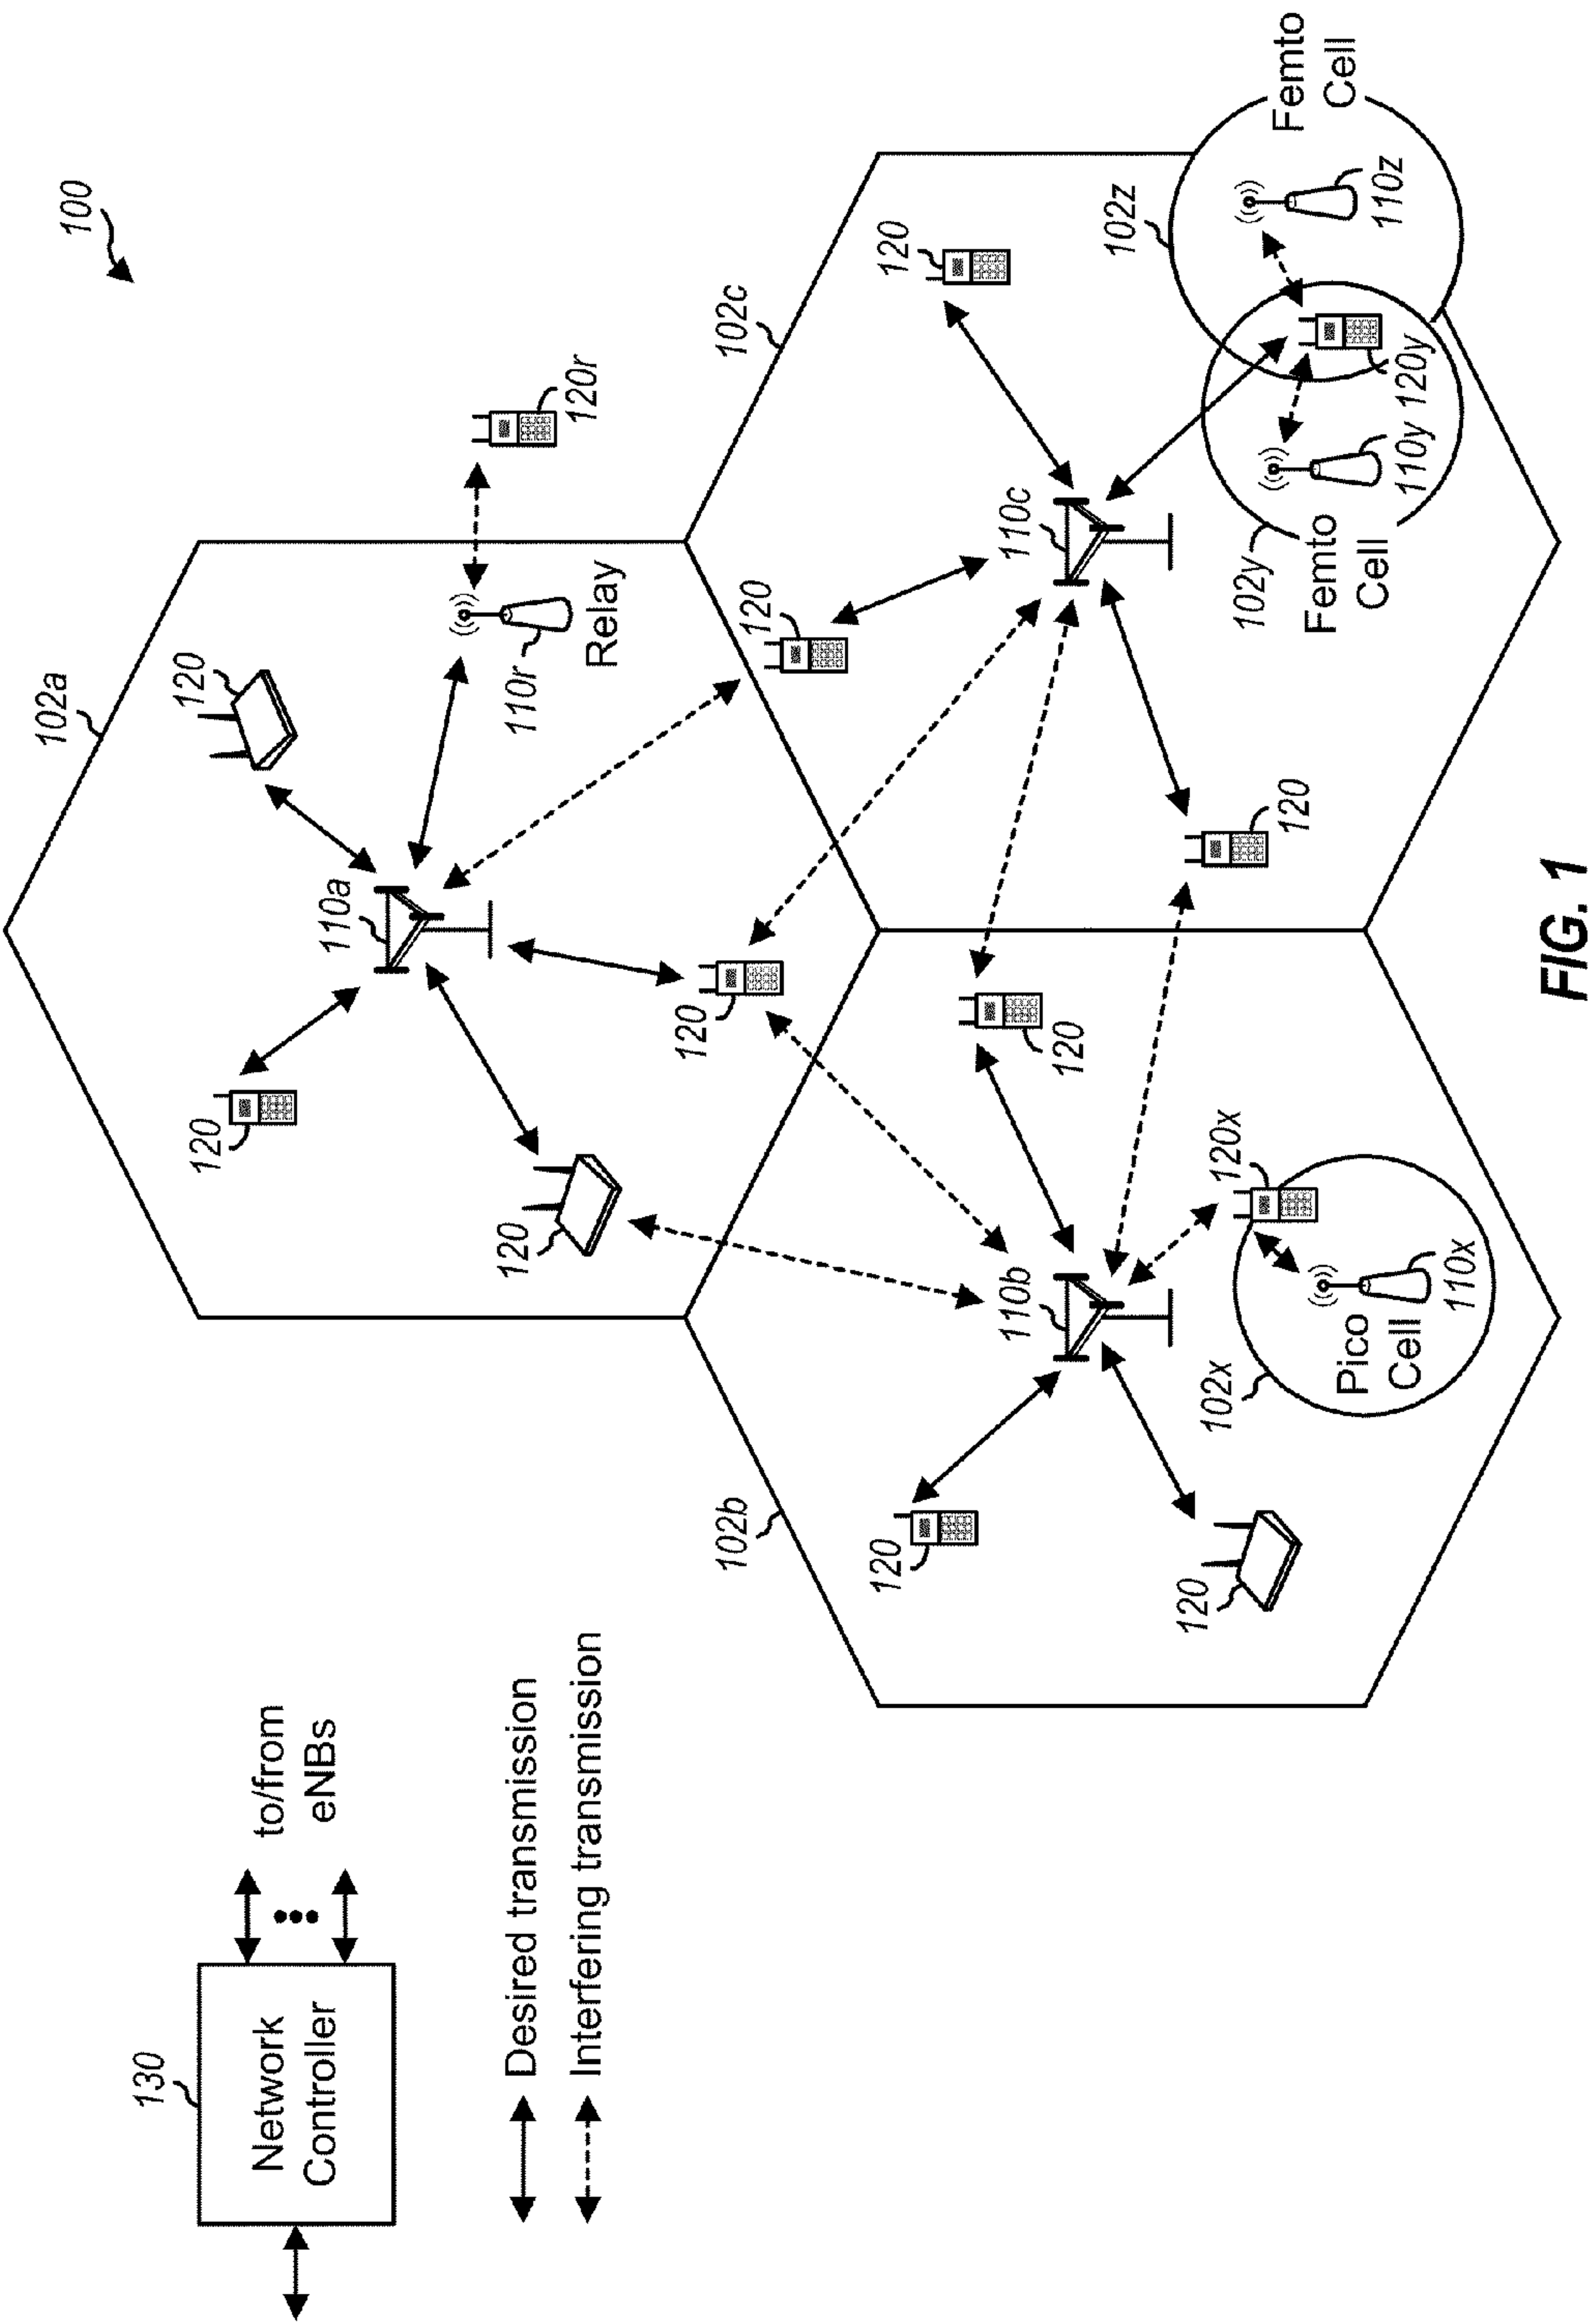 100
130
Network
Controller
to/from
eNBs
Desired transmission
Interfering transmission
102a
120
120
110a
120
120
110r
Relay
120r
102b
120
110b
120
120
120
102x
Pico
Cell
110x
120x
102c
120
110c
120
120
102y
Femto
Cell
110y
120y
102z
110z
Femto
Cell
FIG. 1